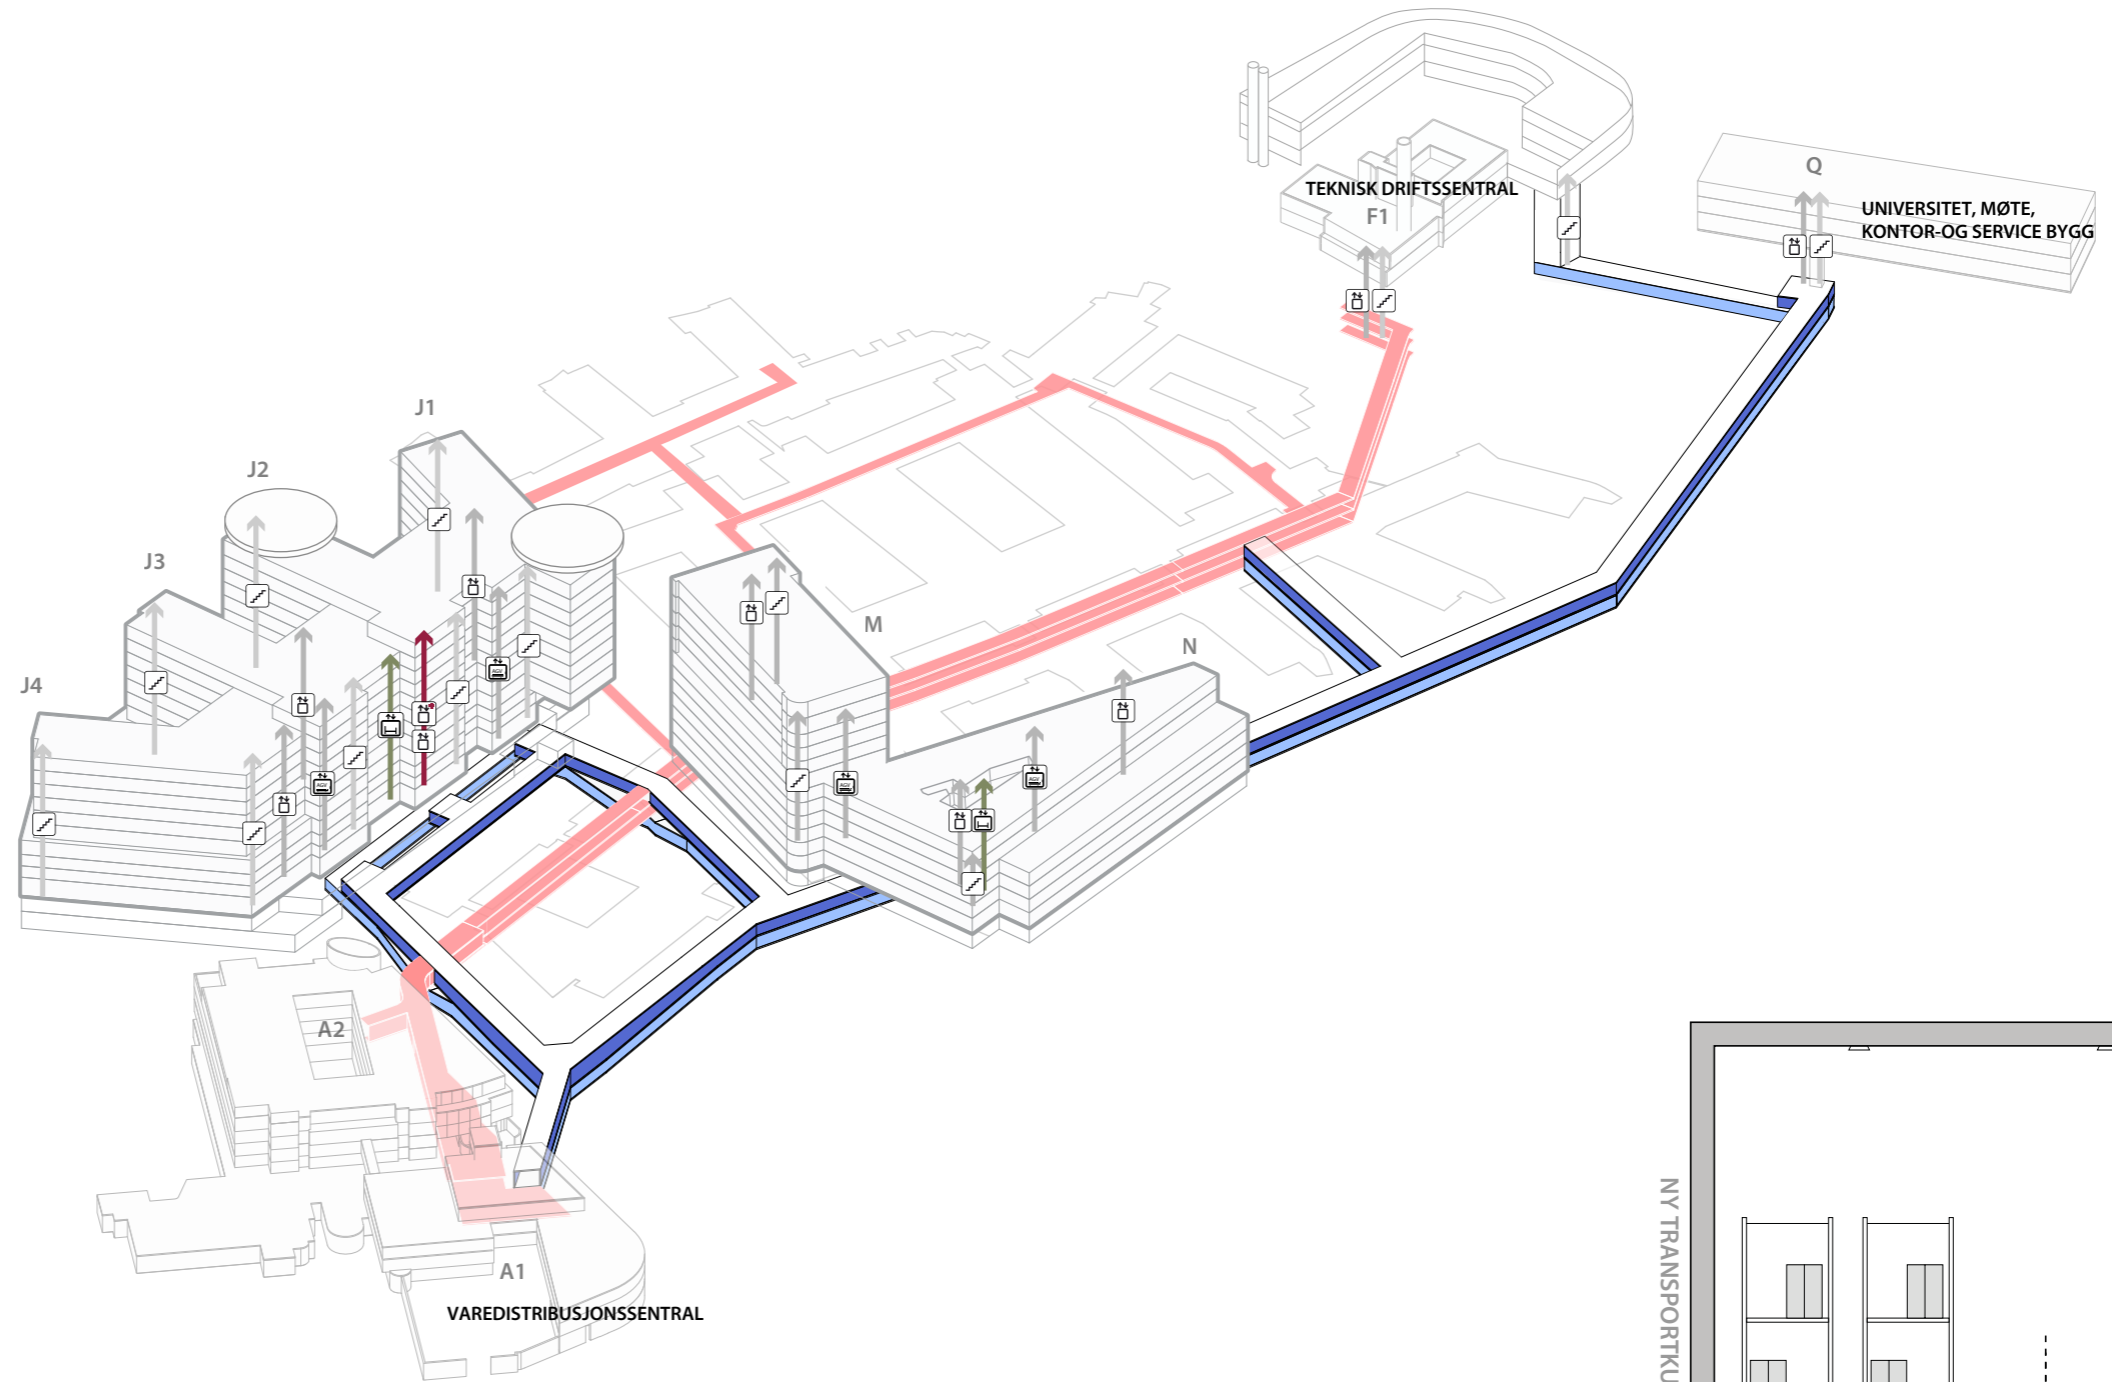 Q
TEKNISK DRIFTSSENTRAL
F1
UNIVERSITET, MØTE,
KONTOR-OG SERVICE BYGG
J1
J2
J3
J4
M
N
A2
A1
VAREDISTRIBUSJONSSENTRAL
NY TRANSPORTKU